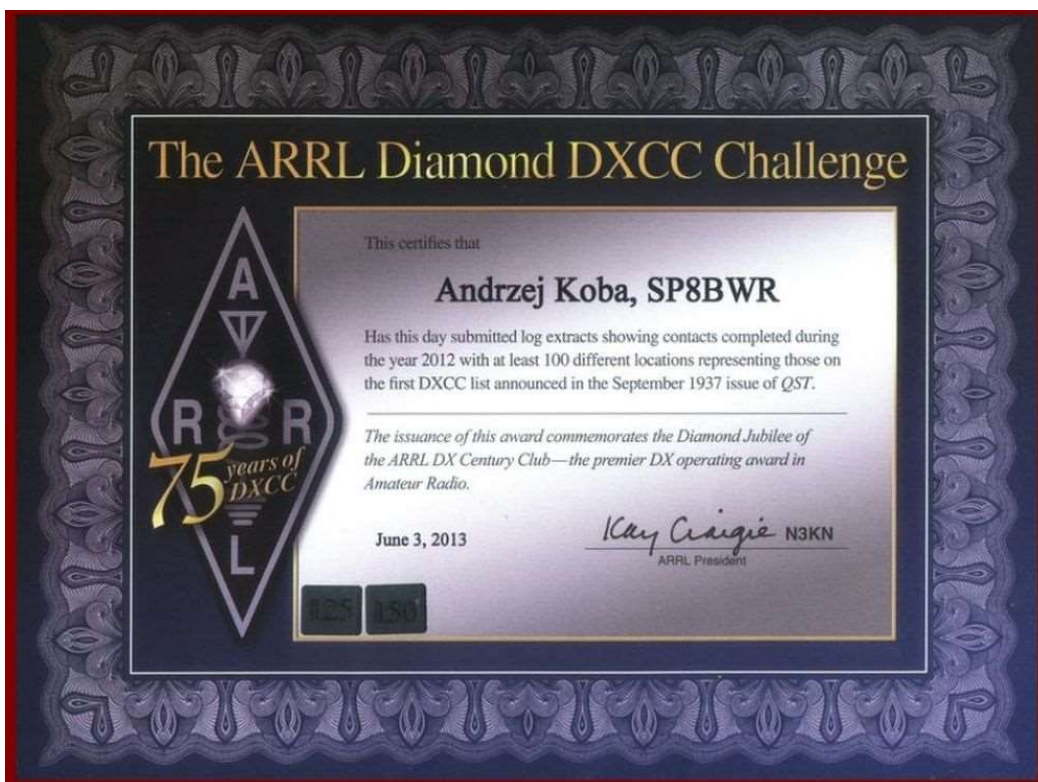 The ARRL Diamond DXCC Challenge
This certifies that
Andrzej Koba, SP8BWR
Has this day submitted log extracts showing contacts completed during
the year 2012 with at least 100 different locations representing those on
the first DXCC list announced in the September 1937 issue of QST.
The issuance of this award commemorates the Diamond Jubilee of
the ARRL DX Century Club—the premier DX operating award in
Amateur Radio.
June 3, 2013
Kay Craigie N3KN
ARRL President
A
R R
L
75 years of
DXCC
125 150